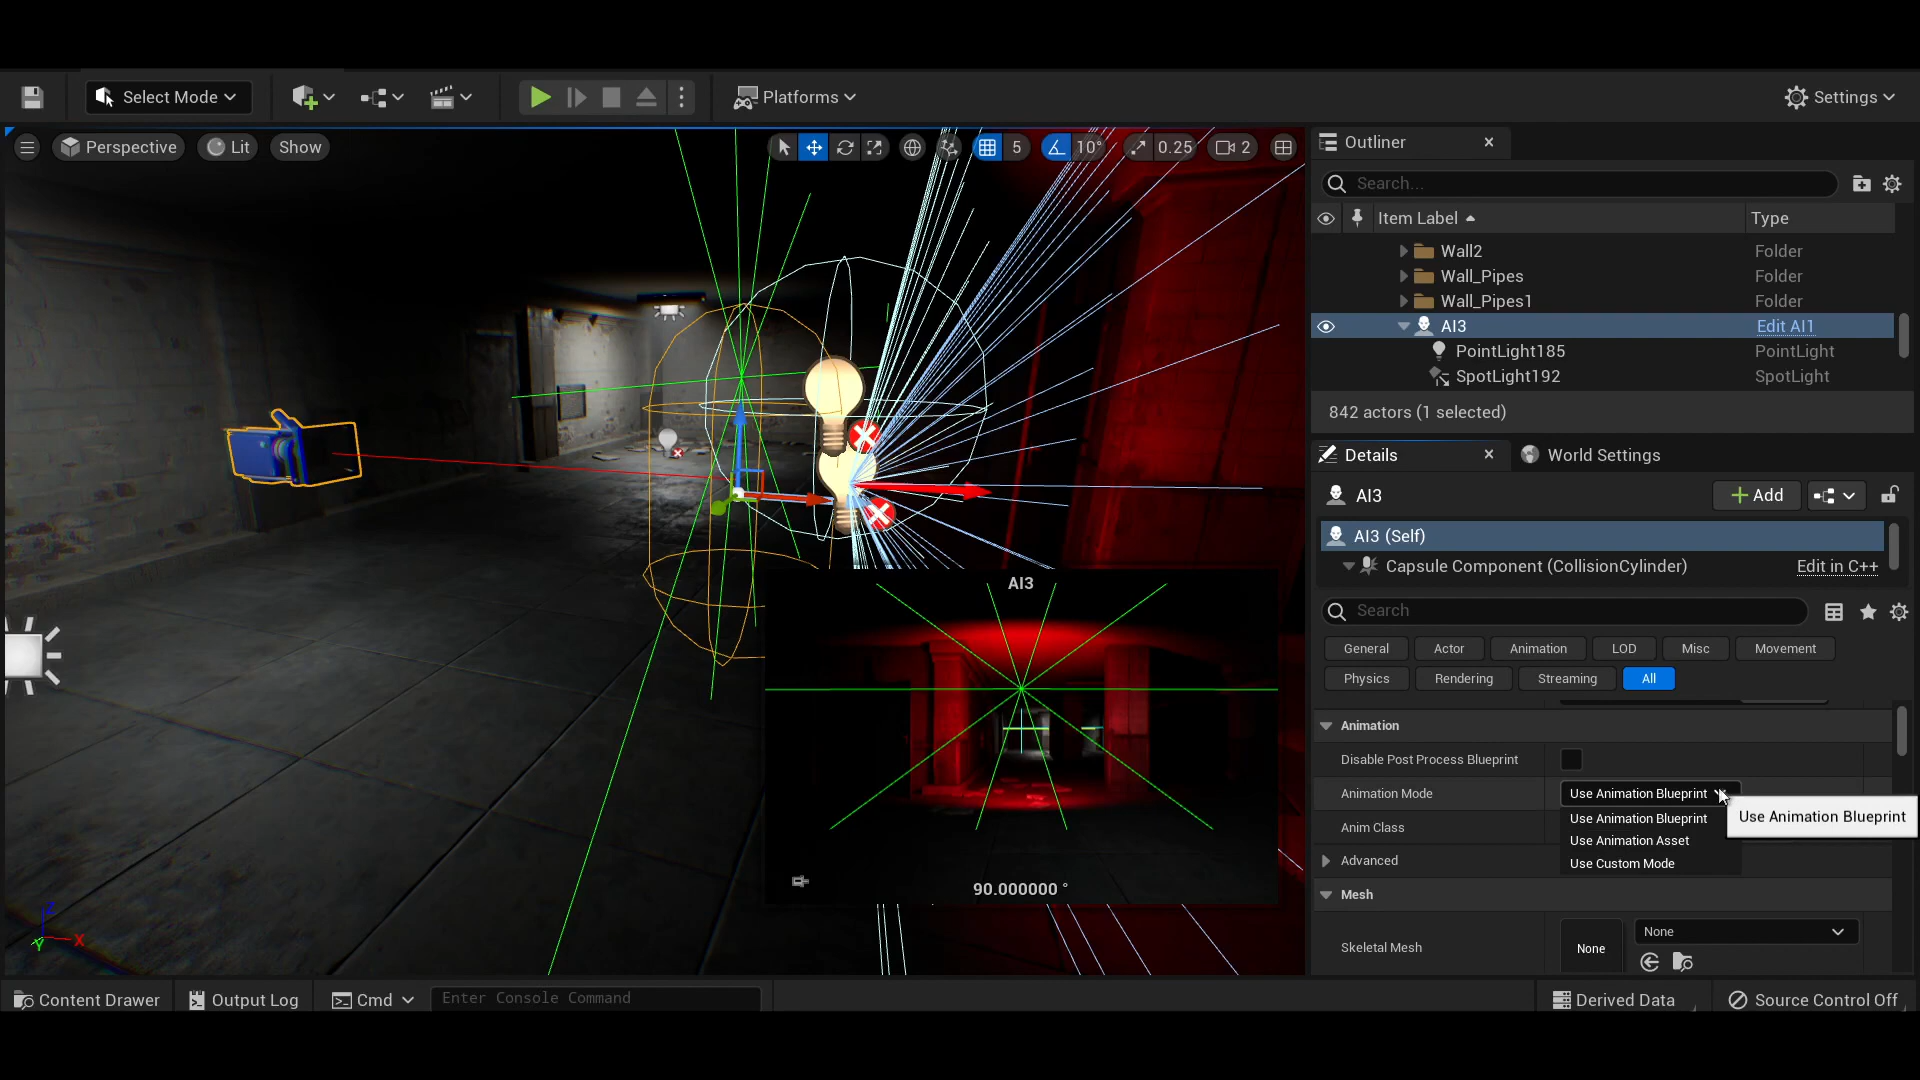 Select Mode
Platforms
Settings
Perspective
Lit
Show
5
10°
0.25
2
Outliner
Search...
Item Label
Type
Wall2
Folder
Wall_Pipes
Folder
Wall_Pipes1
Folder
AI3
Edit AI1
PointLight185
PointLight
SpotLight192
SpotLight
842 actors (1 selected)
Details
World Settings
AI3
Add
AI3 (Self)
Capsule Component (CollisionCylinder)
Edit in C++
Search
General
Actor
Animation
LOD
Misc
Movement
Physics
Rendering
Streaming
All
Animation
Disable Post Process Blueprint
Animation Mode
Use Animation Blueprint
Use Animation Blueprint
Use Animation Asset
Use Custom Mode
Use Animation Blueprint
Anim Class
Advanced
Mesh
Skeletal Mesh
None
None
AI3
90.000000 °
Z
Y
X
Content Drawer
Output Log
Cmd
Enter Console Command
Derived Data
Source Control Off